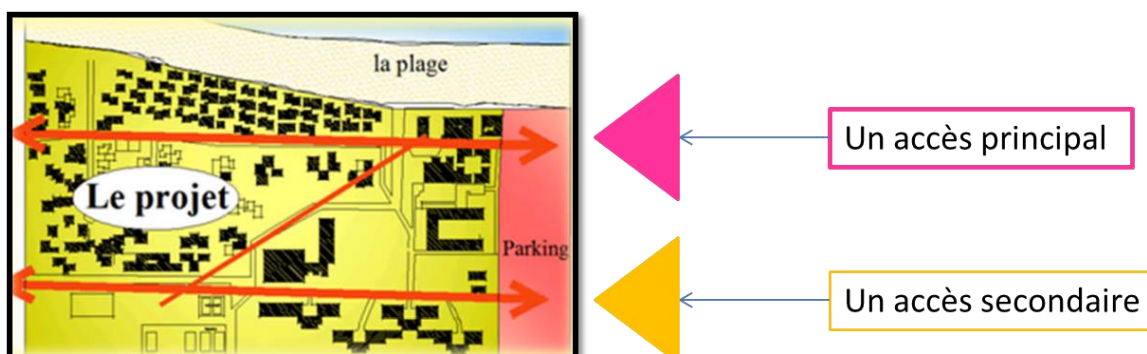 la plage
Un accès principal
Le projet
Parking
Un accès secondaire